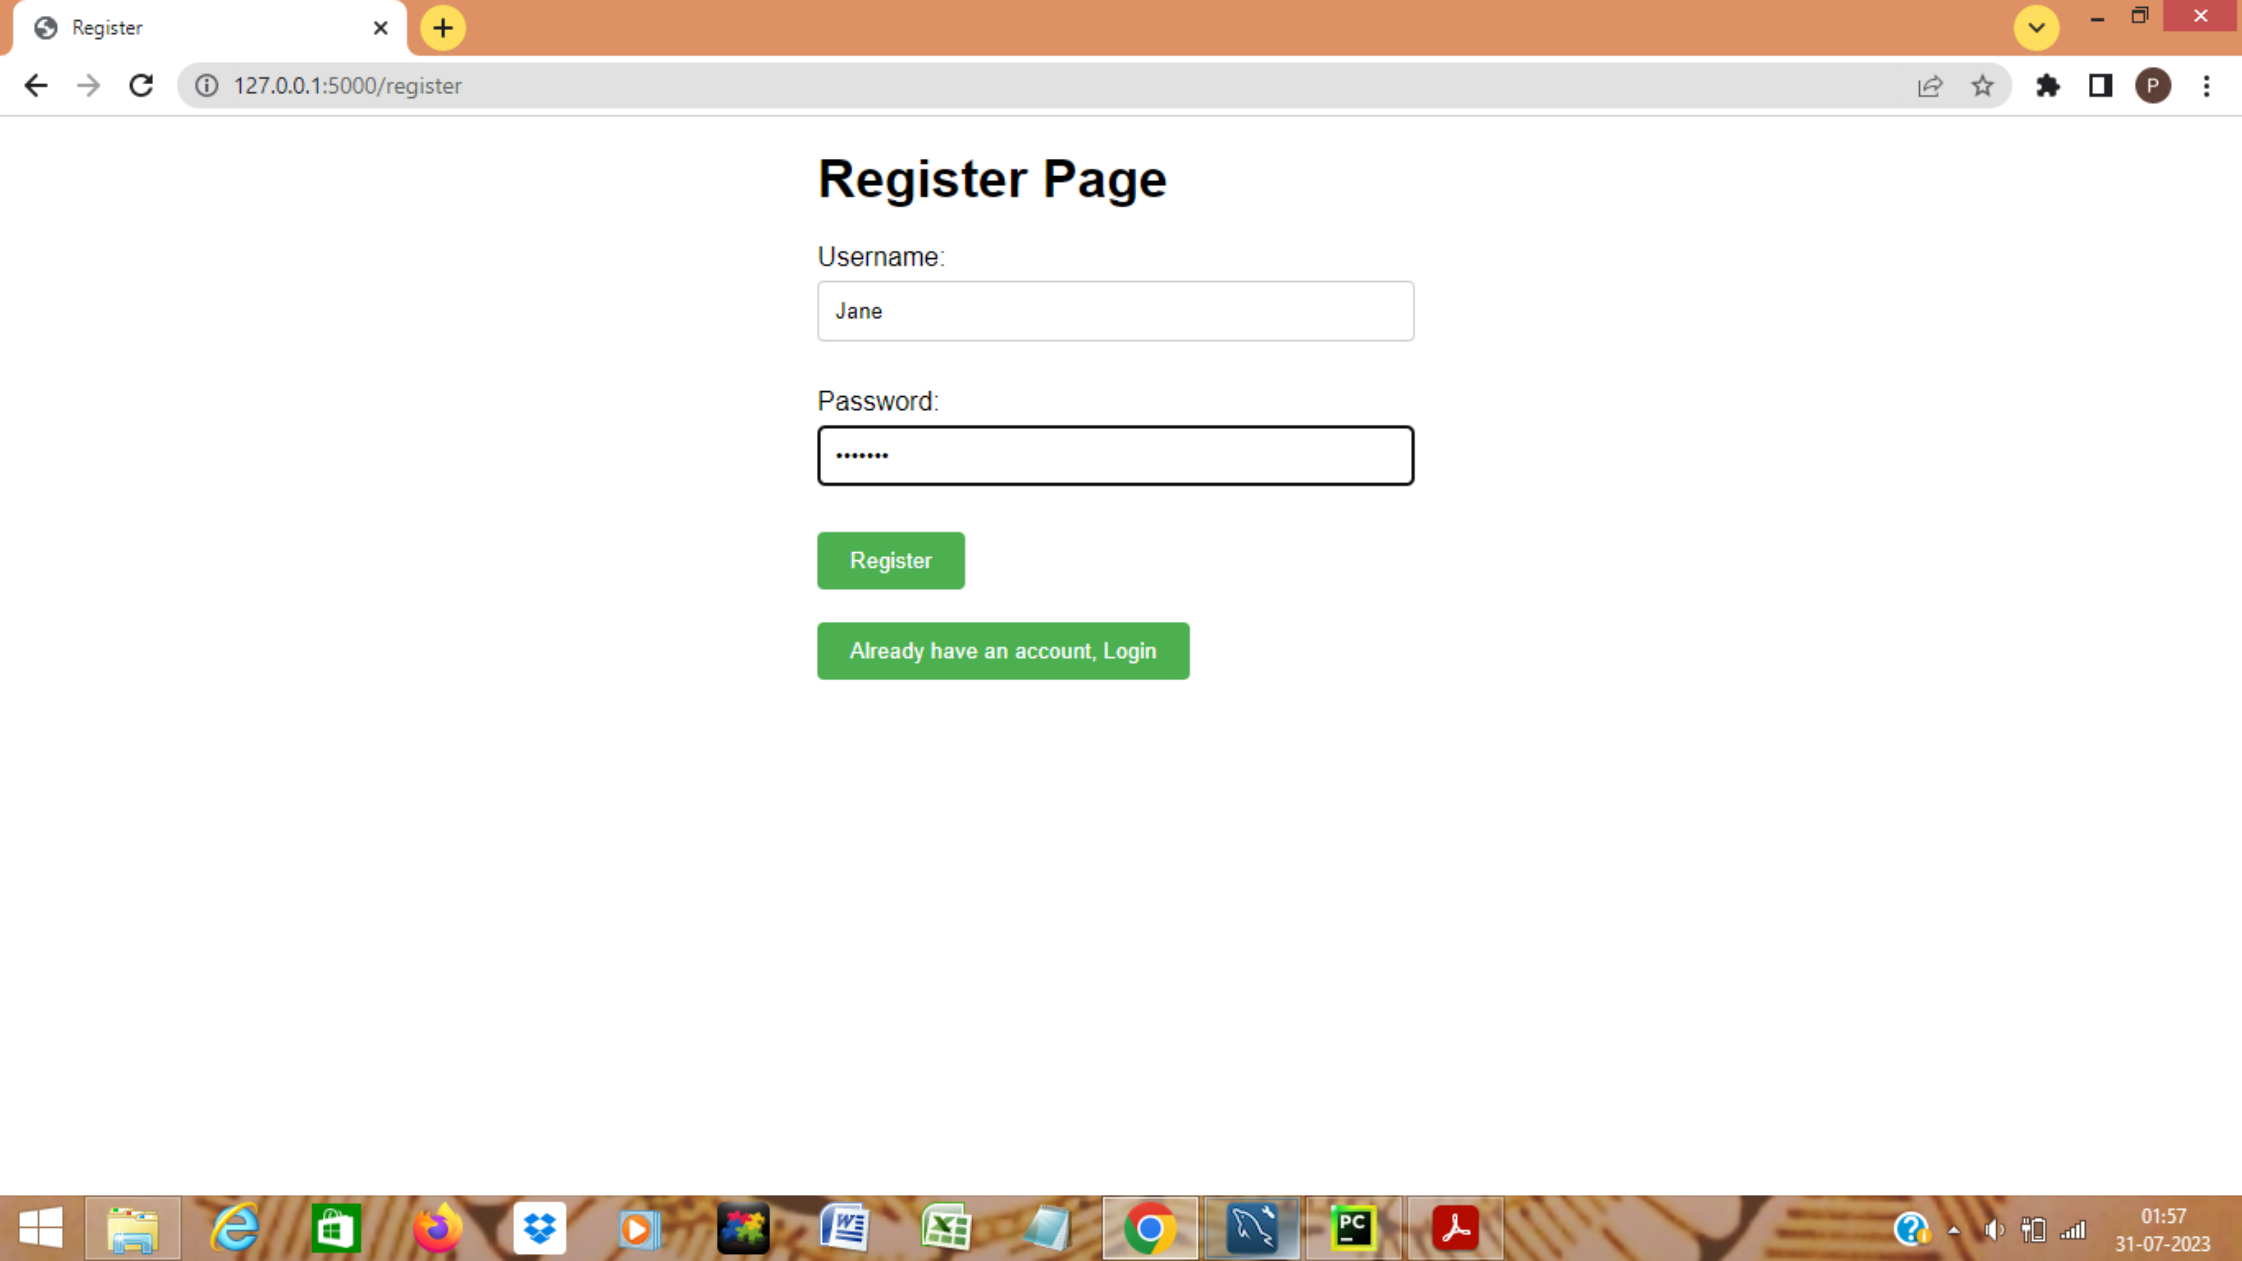 Register
127.0.0.1:5000/register
P
Register Page
Username:
Jane
Password:
•••••••
Register
Already have an account, Login
W
X
PC
01:57
31-07-2023